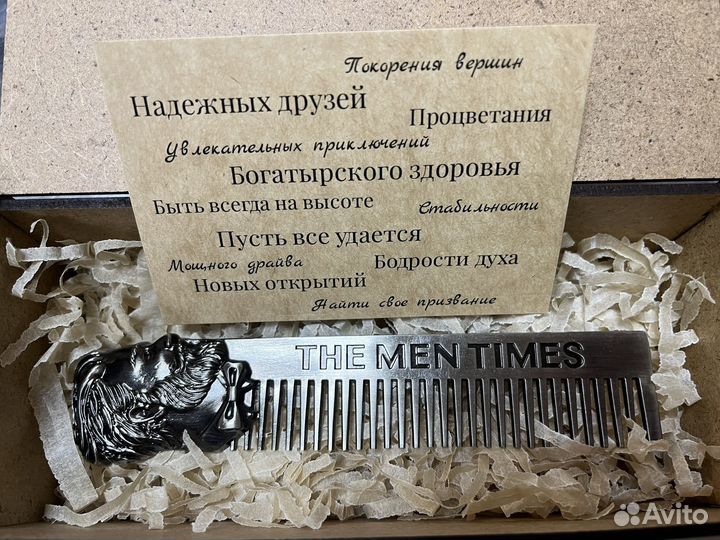 Покорения вершин
Надежных друзей
Процветания
Увлекательных приключений
Богатырского здоровья
Быть всегда на высоте
Стабильности
Пусть все удается
Мощного драйва
Бодрости духа
Новых открытий
Найти свое призвание
THE MEN TIMES
Avito